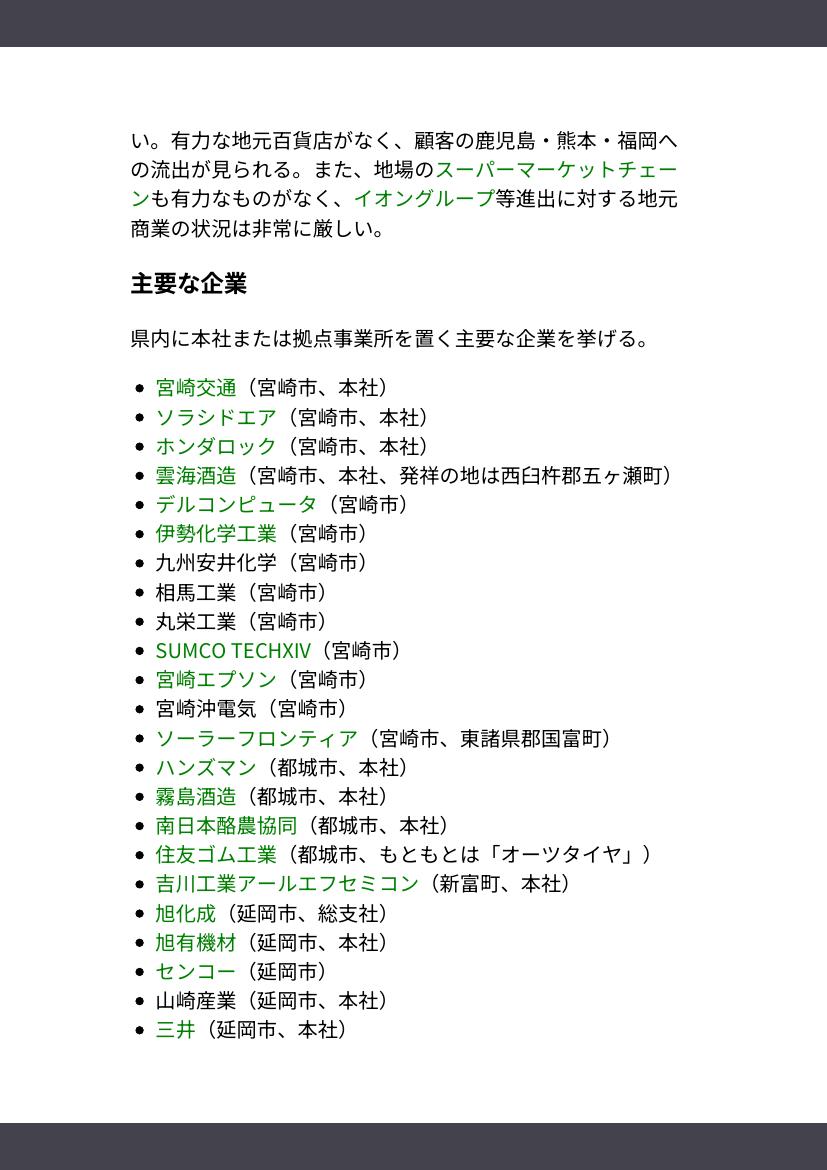 い。有力な地元百貨店がなく、顧客の鹿児島・熊本・福岡へ
の流出が見られる。また、地場のスーパーマーケットチェー
ンも有力なものがなく、イオングループ等進出に対する地元
商業の状況は非常に厳しい。
主要な企業
県内に本社または拠点事業所を置く主要な企業を挙げる。
• 宮崎交通（宮崎市、本社）
• ソラシドエア（宮崎市、本社）
• ホンダロック（宮崎市、本社）
• 雲海酒造（宮崎市、本社、発祥の地は西臼杵郡五ヶ瀬町）
• デルコンピュータ（宮崎市）
• 伊勢化学工業（宮崎市）
• 九州安井化学（宮崎市）
• 相馬工業（宮崎市）
• 丸栄工業（宮崎市）
• SUMCO TECHXIV（宮崎市）
• 宮崎エプソン（宮崎市）
• 宮崎沖電気（宮崎市）
• ソーラーフロンティア（宮崎市、東諸県郡国富町）
• ハンズマン（都城市、本社）
• 霧島酒造（都城市、本社）
• 南日本酪農協同（都城市、本社）
• 住友ゴム工業（都城市、もともとは「オーツタイヤ」）
• 吉川工業アールエフセミコン（新富町、本社）
• 旭化成（延岡市、総支社）
• 旭有機材（延岡市、本社）
• センコー（延岡市）
• 山崎産業（延岡市、本社）
• 三井（延岡市、本社）